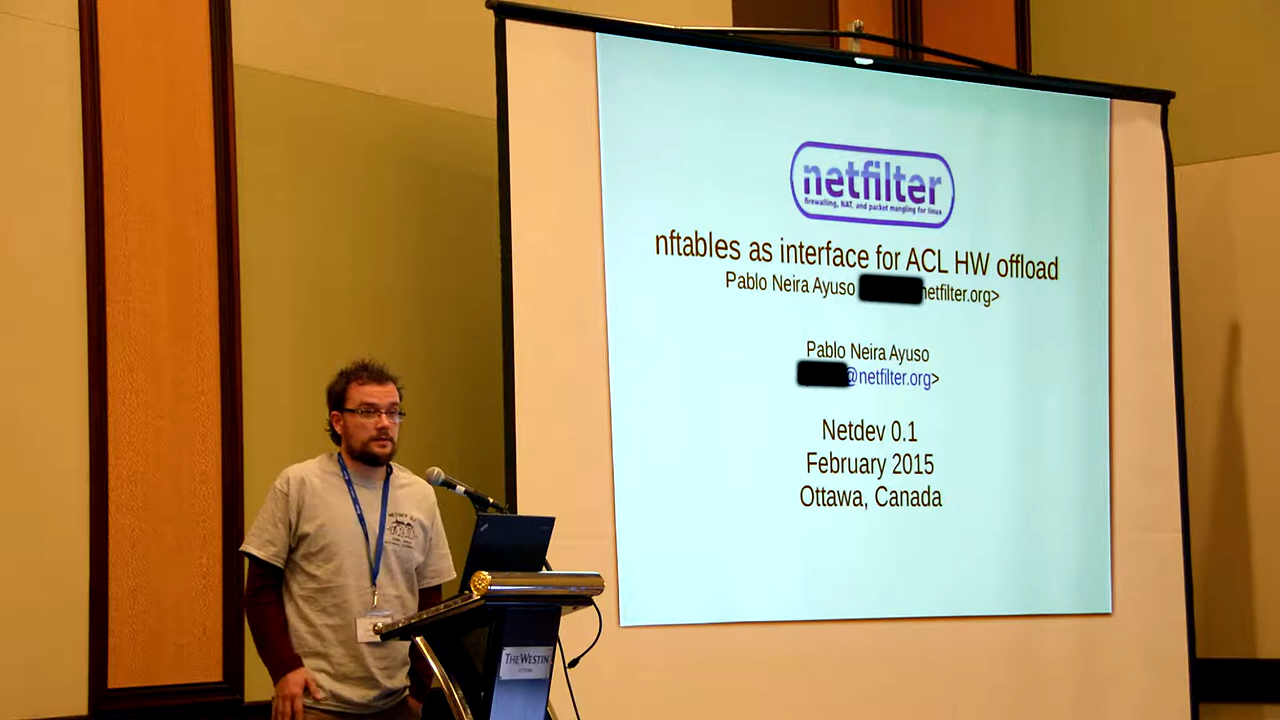 netfilter
firewalling, NAT, and packet mangling for linux
nftables as interface for ACL HW offload
Pablo Neira Ayuso netfilter.org>
Pablo Neira Ayuso
@netfilter.org>
Netdev 0.1
February 2015
Ottawa, Canada
THE WESTIN